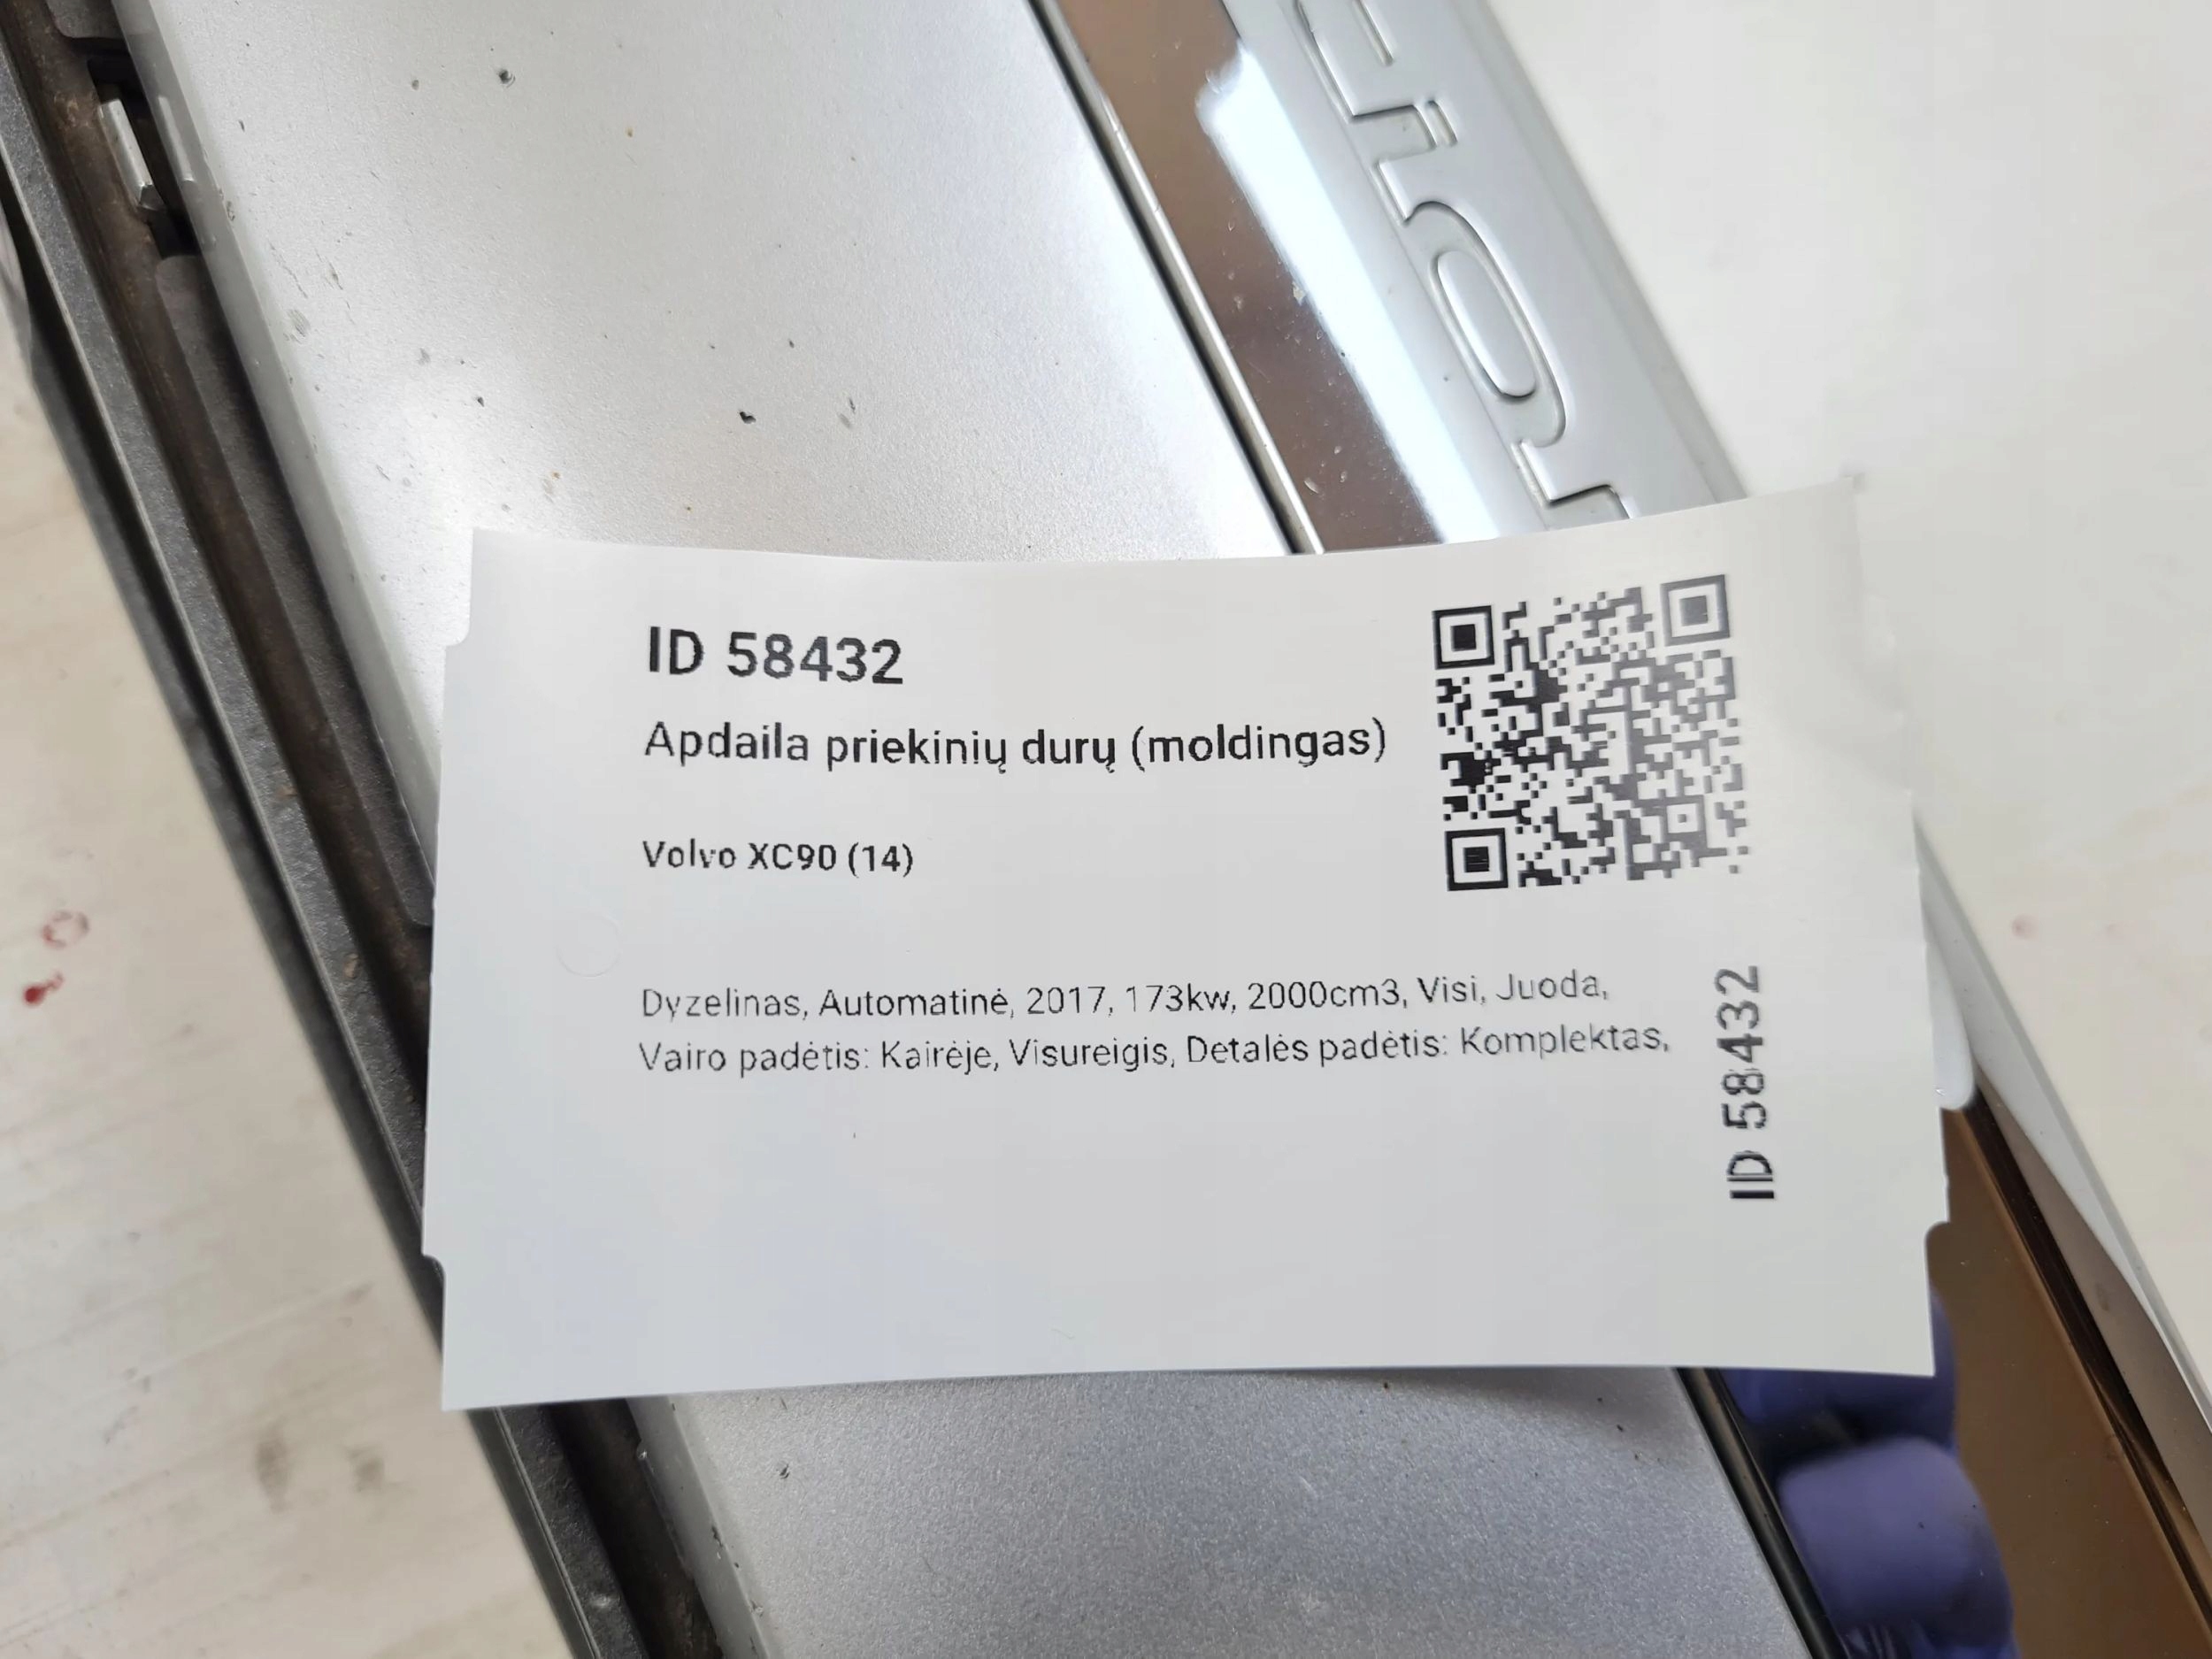 ID 58432
Apdaila priekinių durų (moldingas)
Volvo XC90 (14)
Dyzelinas, Automatinė, 2017, 173kw, 2000cm3, Visi, Juoda,
Vairo padėtis: Kairėje, Visureigis, Detalės padėtis: Komplektas,
ID 58432